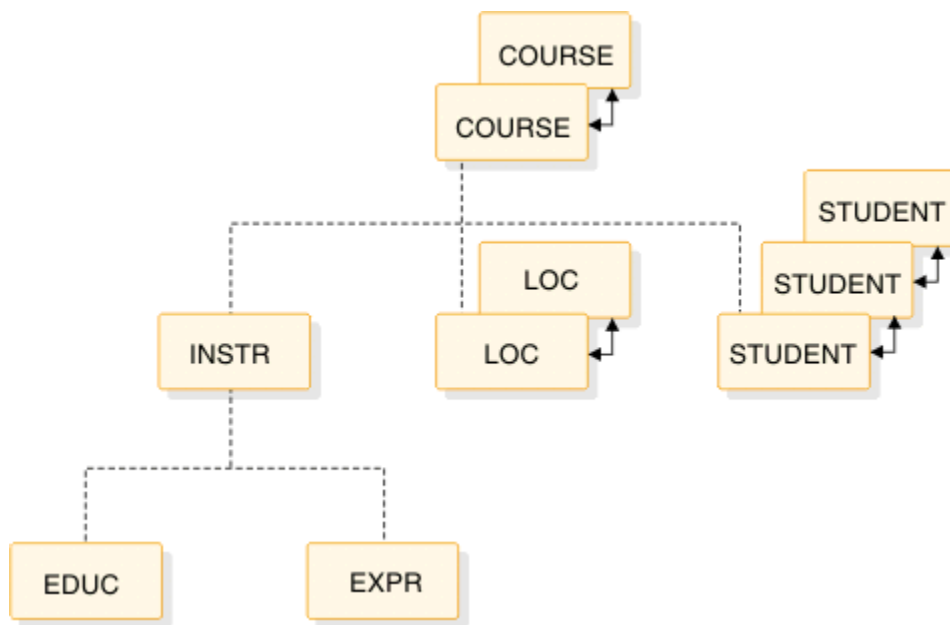 COURSE
COURSE
STUDENT
LOC
STUDENT
INSTR
LOC
STUDENT
EDUC
EXPR